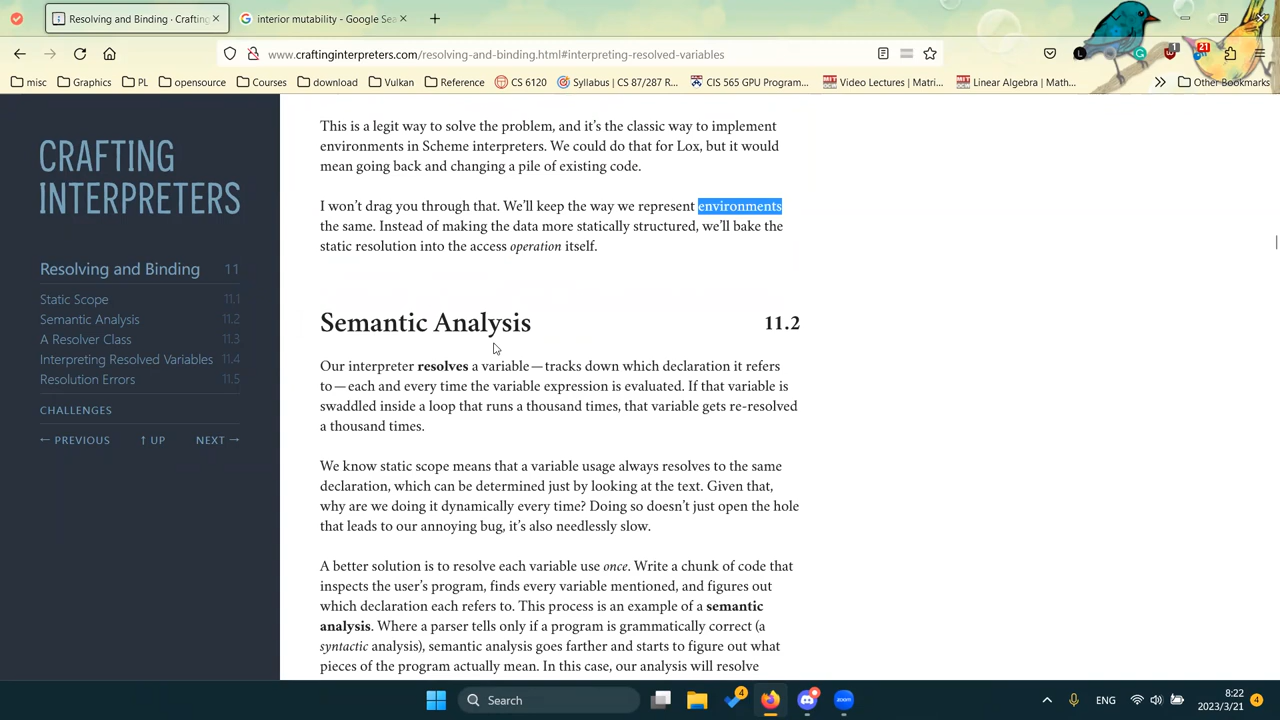 Resolving and Binding · Crafting
interior mutability - Google Sea
www.craftinginterpreters.com/resolving-and-binding.html#interpreting-resolved-variables
1
21
misc
Graphics
PL
opensource
Courses
download
Vulkan
Reference
CS 6120
Syllabus | CS 87/287 R...
CIS 565 GPU Program...
Video Lectures | Matri...
Linear Algebra | Math...
Other Bookmarks
CRAFTING
INTERPRETERS
Resolving and Binding 11
Static Scope 11.1
Semantic Analysis 11.2
A Resolver Class 11.3
Interpreting Resolved Variables 11.4
Resolution Errors 11.5
CHALLENGES
← PREVIOUS ↑ UP NEXT →
This is a legit way to solve the problem, and it’s the classic way to implement
environments in Scheme interpreters. We could do that for Lox, but it would
mean going back and changing a pile of existing code.
I won’t drag you through that. We’ll keep the way we represent environments
the same. Instead of making the data more statically structured, we’ll bake the
static resolution into the access operation itself.
Semantic Analysis 11.2
Our interpreter resolves a variable—tracks down which declaration it refers
to—each and every time the variable expression is evaluated. If that variable is
swaddled inside a loop that runs a thousand times, that variable gets re-resolved
a thousand times.
We know static scope means that a variable usage always resolves to the same
declaration, which can be determined just by looking at the text. Given that,
why are we doing it dynamically every time? Doing so doesn’t just open the hole
that leads to our annoying bug, it’s also needlessly slow.
A better solution is to resolve each variable use once. Write a chunk of code that
inspects the user’s program, finds every variable mentioned, and figures out
which declaration each refers to. This process is an example of a semantic
analysis. Where a parser tells only if a program is grammatically correct (a
syntactic analysis), semantic analysis goes farther and starts to figure out what
pieces of the program actually mean. In this case, our analysis will resolve
Search
4
ENG
8:22
2023/3/21
4